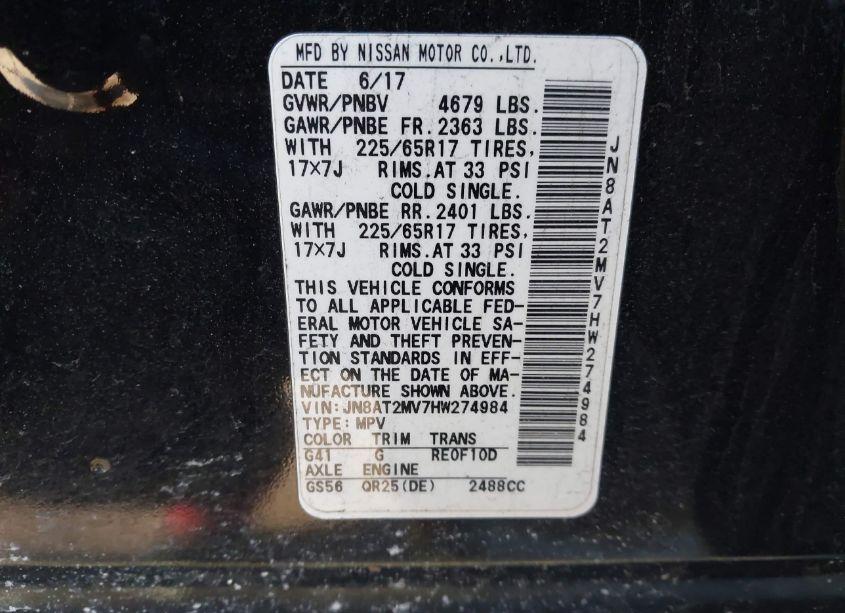 MFD BY NISSAN MOTOR CO.,LTD.
DATE 6/17
GVWR/PNBV 4679 LBS.
GAWR/PNBE FR. 2363 LBS.
WITH 225/65R17 TIRES,
17×7J RIMS.AT 33 PSI
COLD SINGLE.
GAWR/PNBE RR. 2401 LBS.
WITH 225/65R17 TIRES,
17×7J RIMS.AT 33 PSI
COLD SINGLE.
THIS VEHICLE CONFORMS
TO ALL APPLICABLE FED-
ERAL MOTOR VEHICLE SA-
FETY AND THEFT PREVEN-
TION STANDARDS IN EFF-
ECT ON THE DATE OF MA-
NUFACTURE SHOWN ABOVE.
VIN:JN8AT2MV7HW274984
TYPE:MPV
COLOR TRIM TRANS
G41 G RE0F10D
AXLE ENGINE
GS56 QR25(DE) 2488CC
JN8AT2MV7HW274984